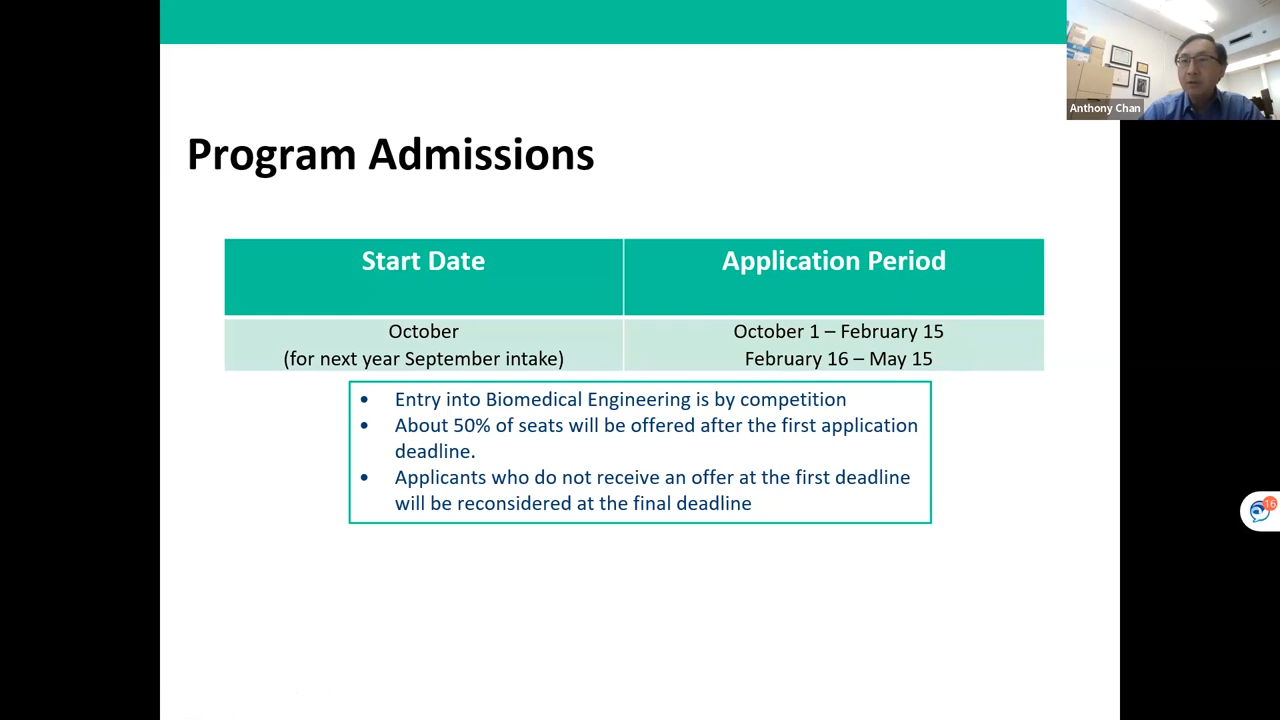 Anthony Chan
Program Admissions
Start Date
Application Period
October
(for next year September intake)
October 1 – February 15
February 16 – May 15
• Entry into Biomedical Engineering is by competition
• About 50% of seats will be offered after the first application
deadline.
• Applicants who do not receive an offer at the first deadline
will be reconsidered at the final deadline
16